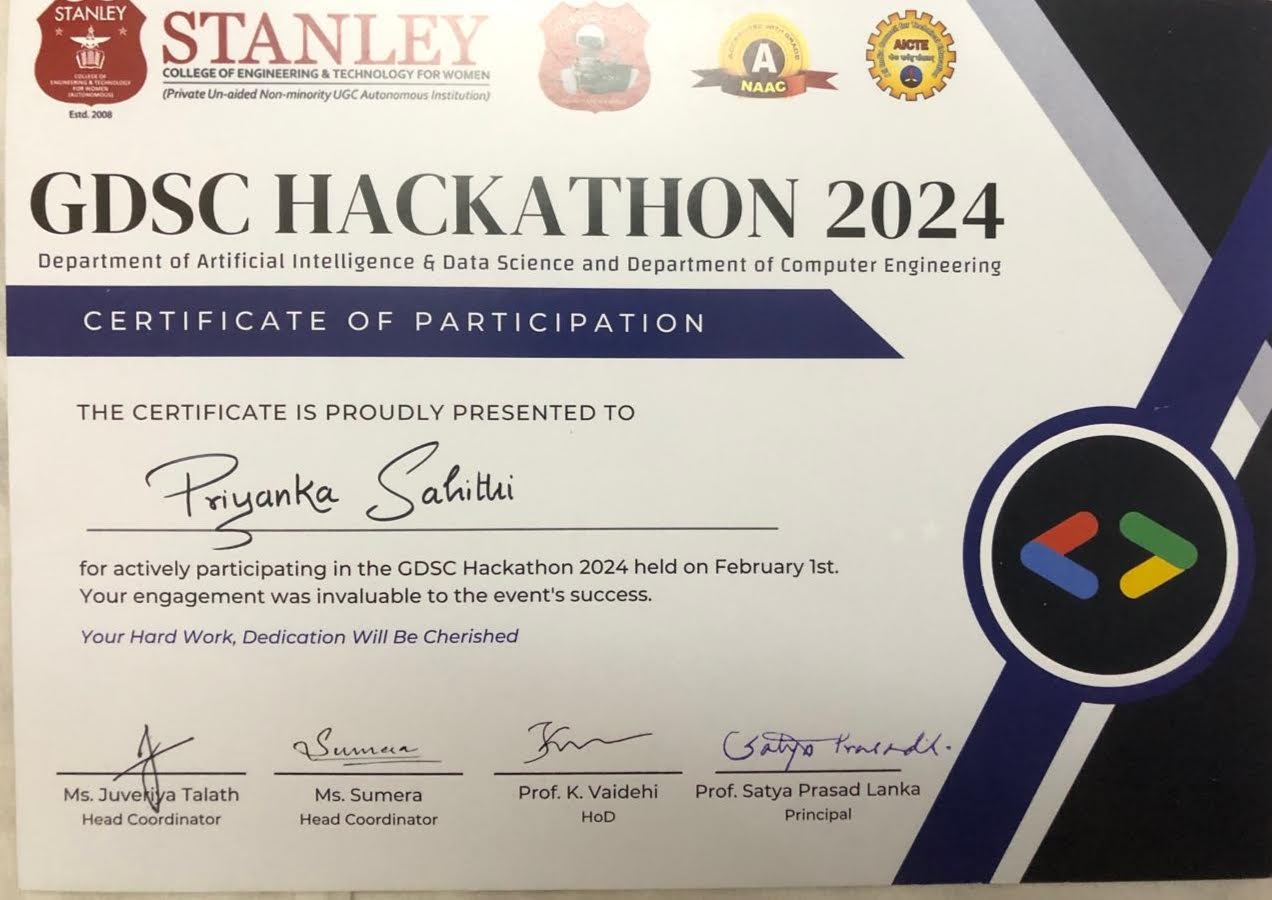 STANLEY
COLLEGE OF
ENGINEERING & TECHNOLOGY
FOR WOMEN
(AUTONOMOUS)
Estd. 2008
STANLEY
COLLEGE OF ENGINEERING & TECHNOLOGY FOR WOMEN
(Private Un-aided Non-minority UGC Autonomous Institution)
A
NAAC
AICTE
GDSC HACKATHON 2024
Department of Artificial Intelligence & Data Science and Department of Computer Engineering
CERTIFICATE OF PARTICIPATION
THE CERTIFICATE IS PROUDLY PRESENTED TO
Priyanka Sahithi
for actively participating in the GDSC Hackathon 2024 held on February 1st.
Your engagement was invaluable to the event's success.
Your Hard Work, Dedication Will Be Cherished
Sumera
Satya Prasad L.
Ms. Juveriya Talath
Ms. Sumera
Prof. K. Vaidehi
Prof. Satya Prasad Lanka
Head Coordinator
Head Coordinator
HoD
Principal